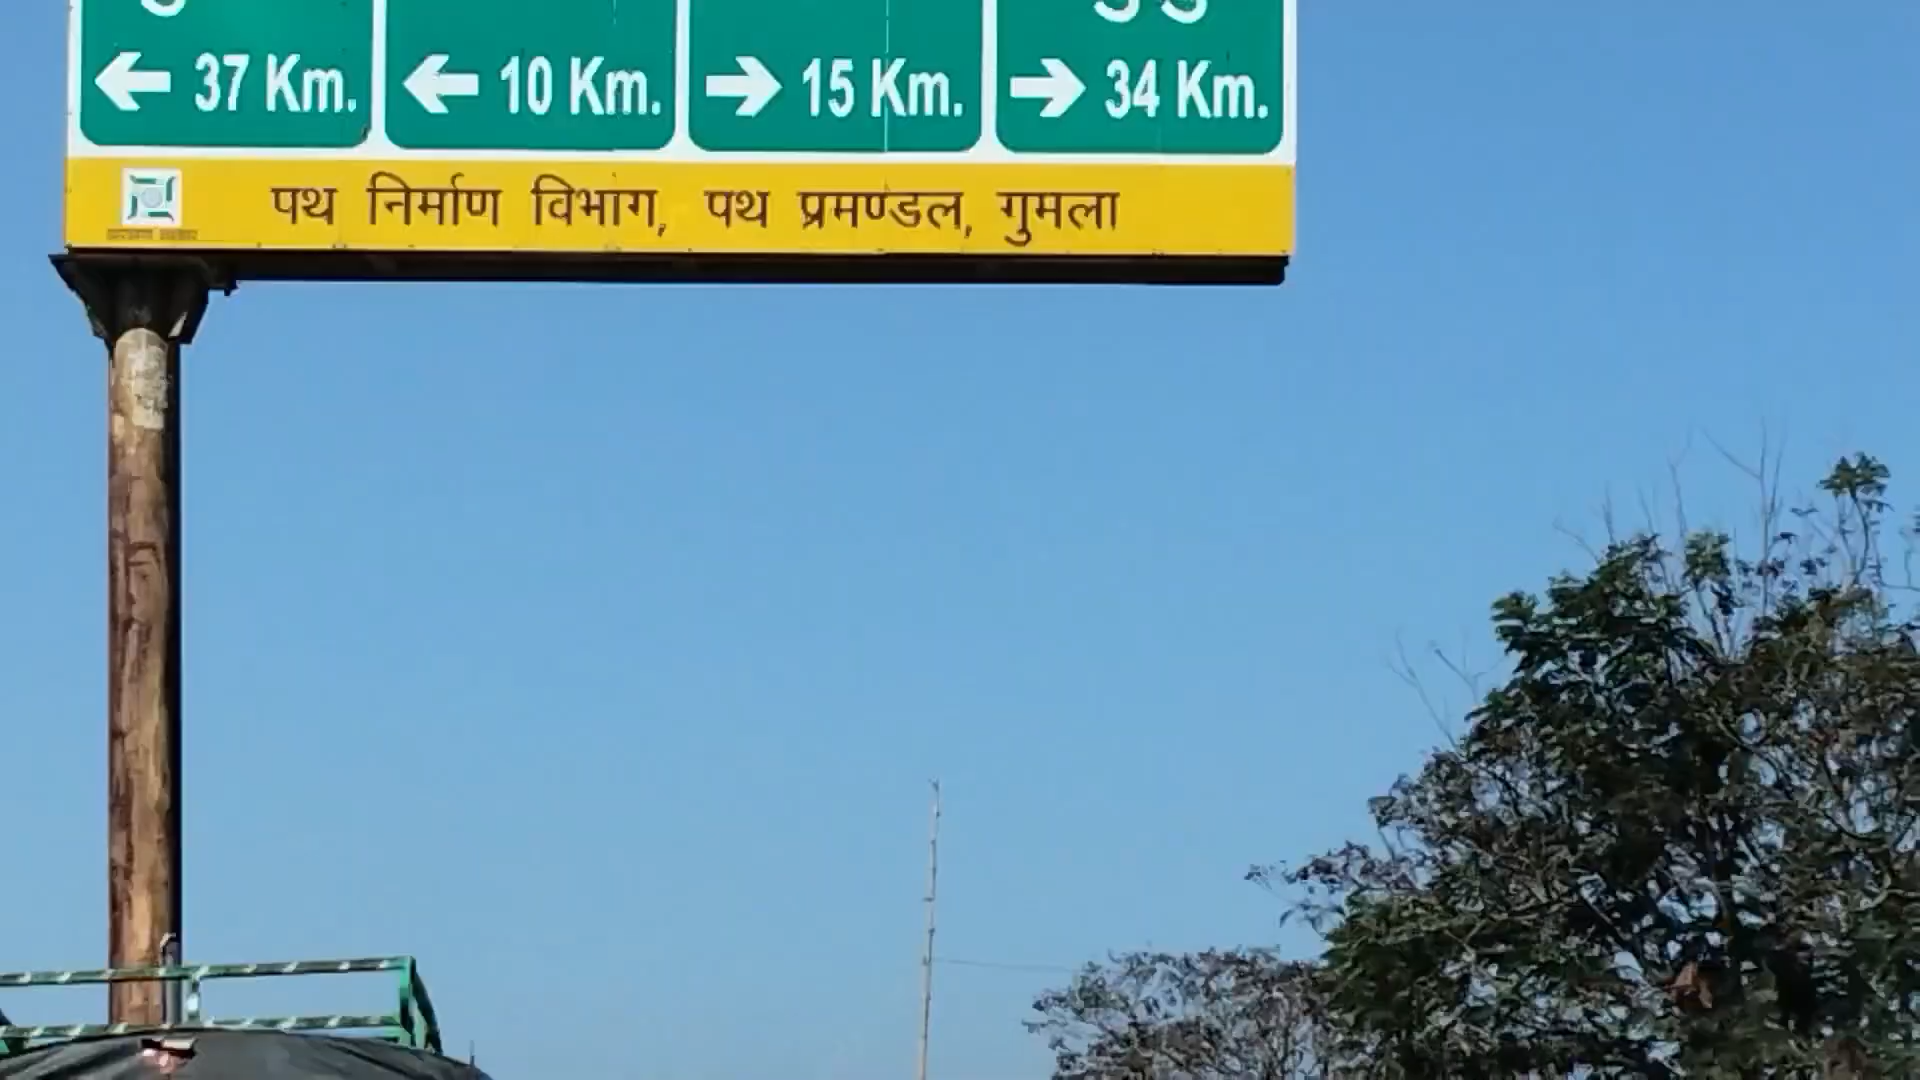 ← 37 Km. ← 10 Km. → 15 Km. → 34 Km.
पथ निर्माण विभाग, पथ प्रमण्डल, गुमला